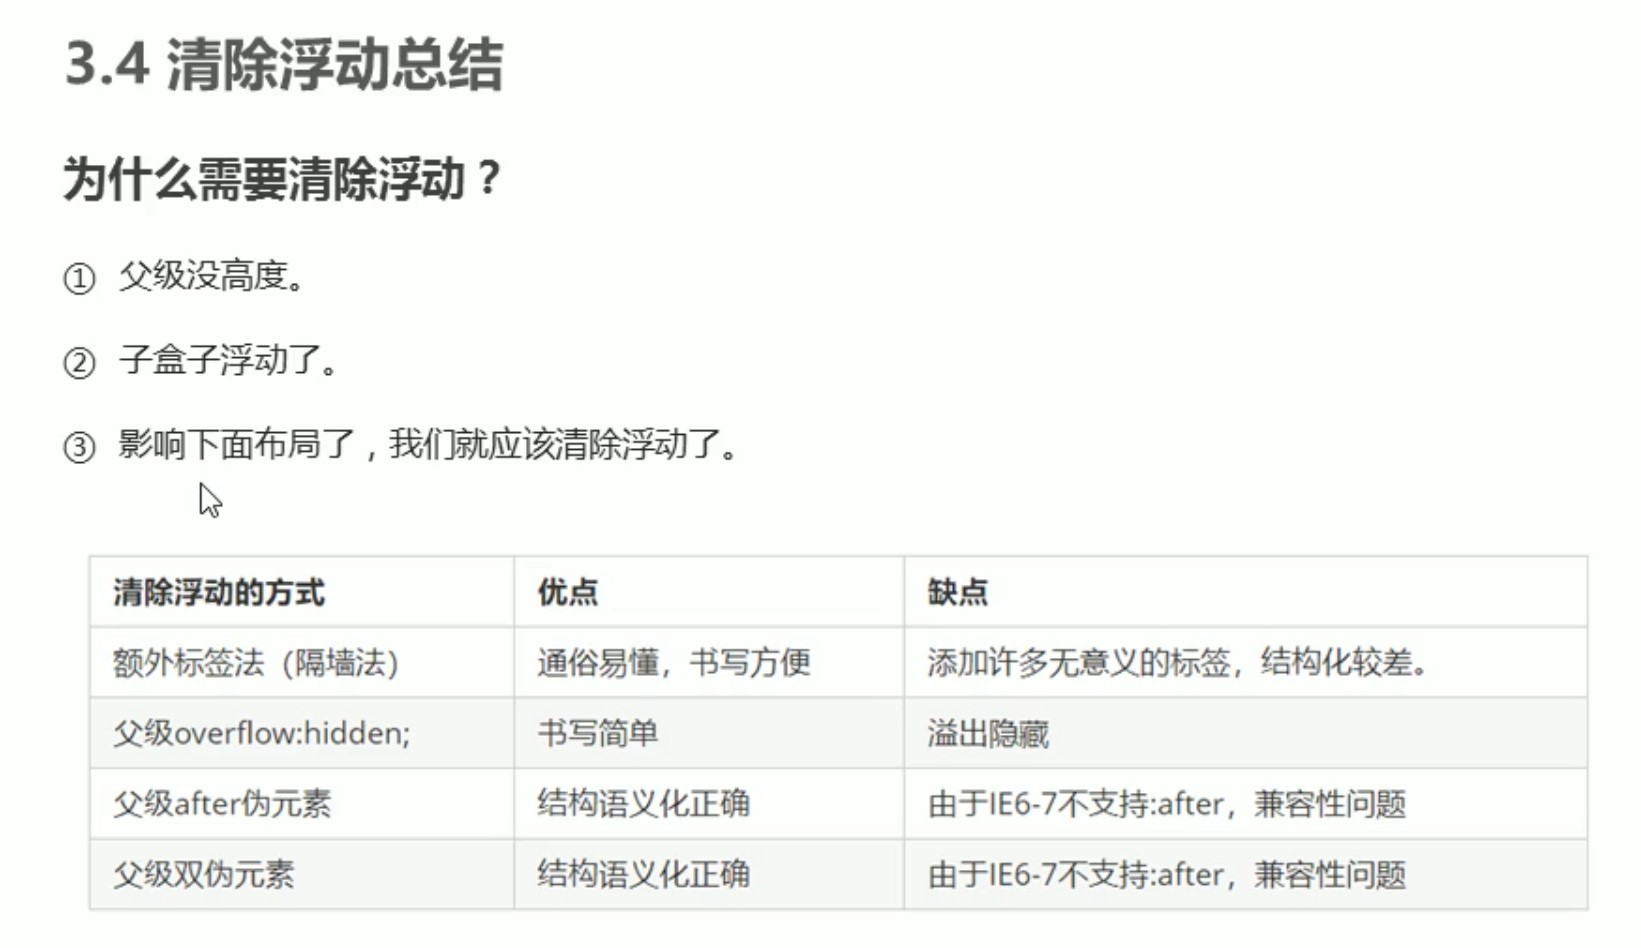 3.4 清除浮动总结
为什么需要清除浮动？
① 父级没高度。
② 子盒子浮动了。
③ 影响下面布局了，我们就应该清除浮动了。
清除浮动的方式 优点 缺点
额外标签法（隔墙法） 通俗易懂，书写方便 添加许多无意义的标签，结构化较差。
父级overflow:hidden; 书写简单 溢出隐藏
父级after伪元素 结构语义化正确 由于IE6-7不支持:after，兼容性问题
父级双伪元素 结构语义化正确 由于IE6-7不支持:after，兼容性问题